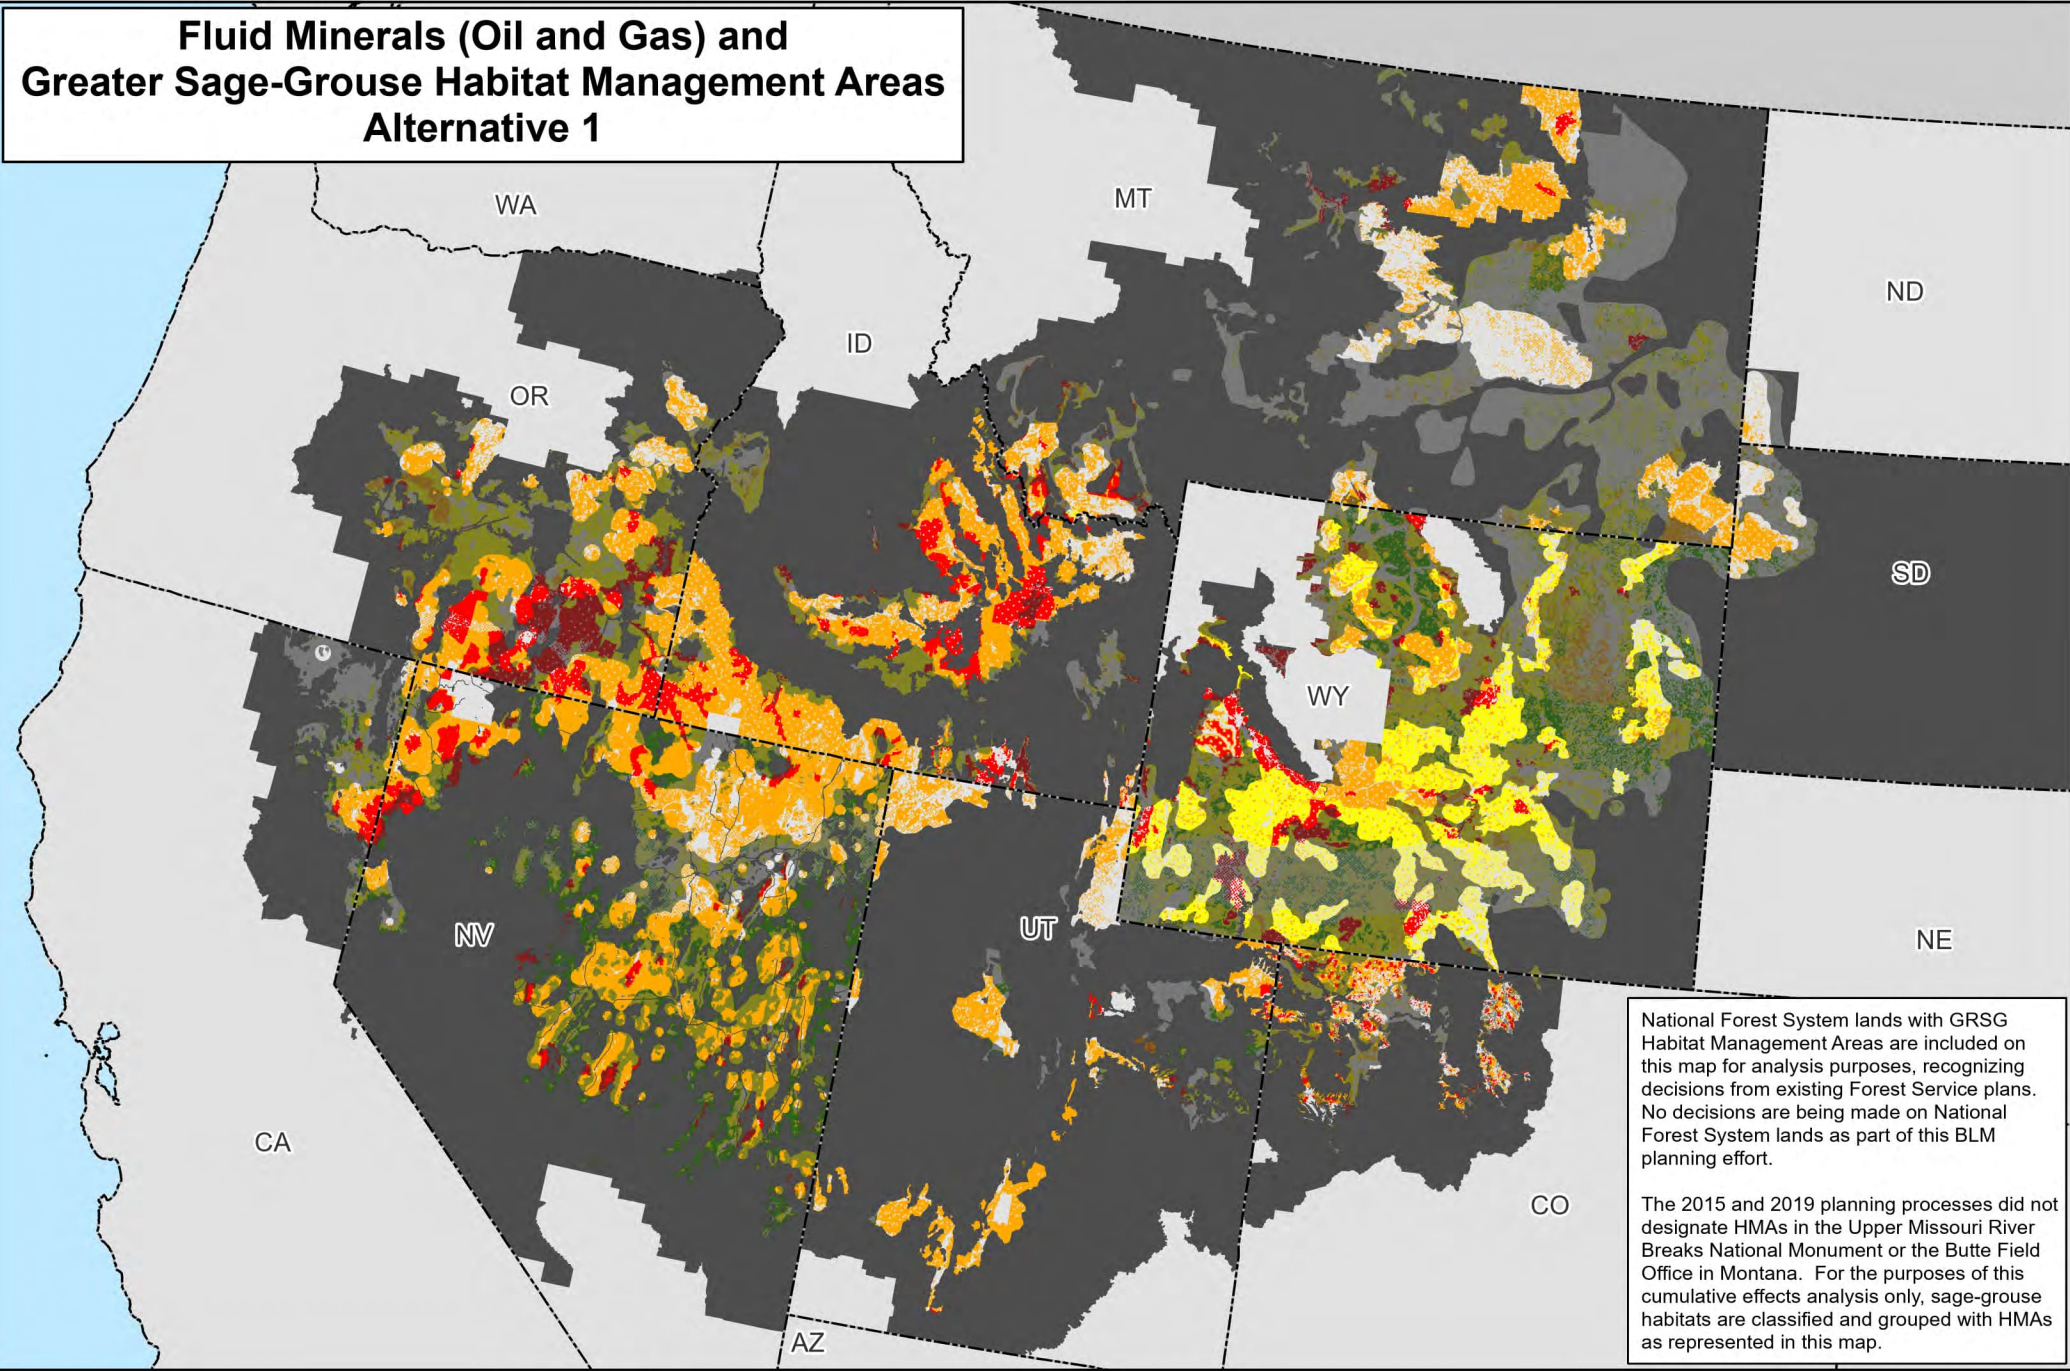 Fluid Minerals (Oil and Gas) and
Greater Sage-Grouse Habitat Management Areas
Alternative 1
WA
MT
ND
ID
OR
SD
WY
NV
UT
NE
CA
CO
AZ
National Forest System lands with GRSG
Habitat Management Areas are included on
this map for analysis purposes, recognizing
decisions from existing Forest Service plans.
No decisions are being made on National
Forest System lands as part of this BLM
planning effort.
The 2015 and 2019 planning processes did not
designate HMAs in the Upper Missouri River
Breaks National Monument or the Butte Field
Office in Montana.  For the purposes of this
cumulative effects analysis only, sage-grouse
habitats are classified and grouped with HMAs
as represented in this map.